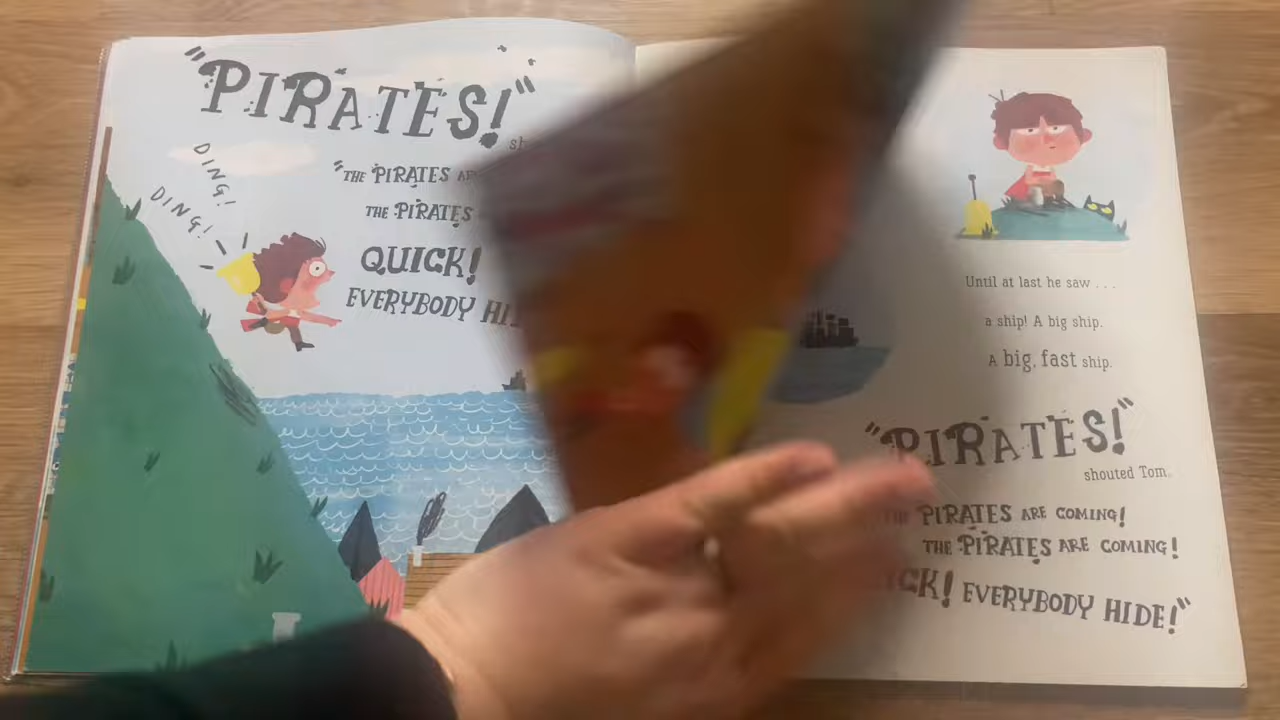 "PIRATES!"
DING!
DING!
"THE PIRATES
THE PIRATES
QUICK!
EVERYBODY
Until at last he saw . . .
a ship! A big ship.
A big, fast ship.
"PIRATES!"
shouted Tom.
PIRATES ARE COMING!
THE PIRATES ARE COMING!
EVERYBODY HIDE!"